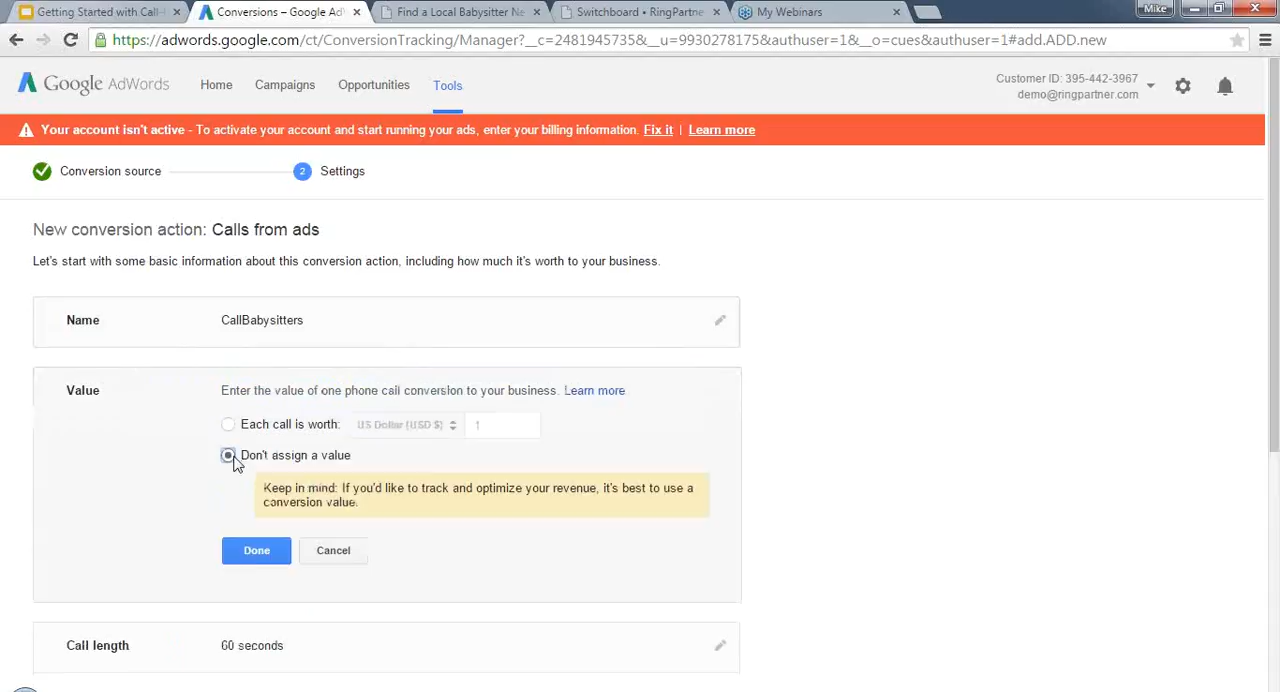 Getting Started with Call-
Conversions – Google Ad
Find a Local Babysitter Ne
Switchboard • RingPartne
My Webinars
Mike
https://adwords.google.com/ct/ConversionTracking/Manager?__c=2481945735&__u=9930278175&authuser=1&__o=cues&authuser=1#add.ADD.new
Google AdWords
Home
Campaigns
Opportunities
Tools
Customer ID: 395-442-3967
demo@ringpartner.com
Your account isn't active - To activate your account and start running your ads, enter your billing information. Fix it | Learn more
Conversion source
2 Settings
New conversion action: Calls from ads
Let's start with some basic information about this conversion action, including how much it's worth to your business.
Name CallBabysitters
Value Enter the value of one phone call conversion to your business. Learn more
Each call is worth: US Dollar (USD $) 1
Don't assign a value
Keep in mind: If you'd like to track and optimize your revenue, it's best to use a
conversion value.
Done Cancel
Call length 60 seconds